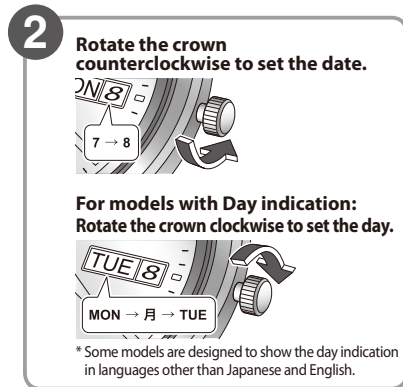 2
Rotate the crown
counterclockwise to set the date.
ON 8
7 → 8
For models with Day indication:
Rotate the crown clockwise to set the day.
TUE 8
MON → 月 → TUE
* Some models are designed to show the day indication
in languages other than Japanese and English.